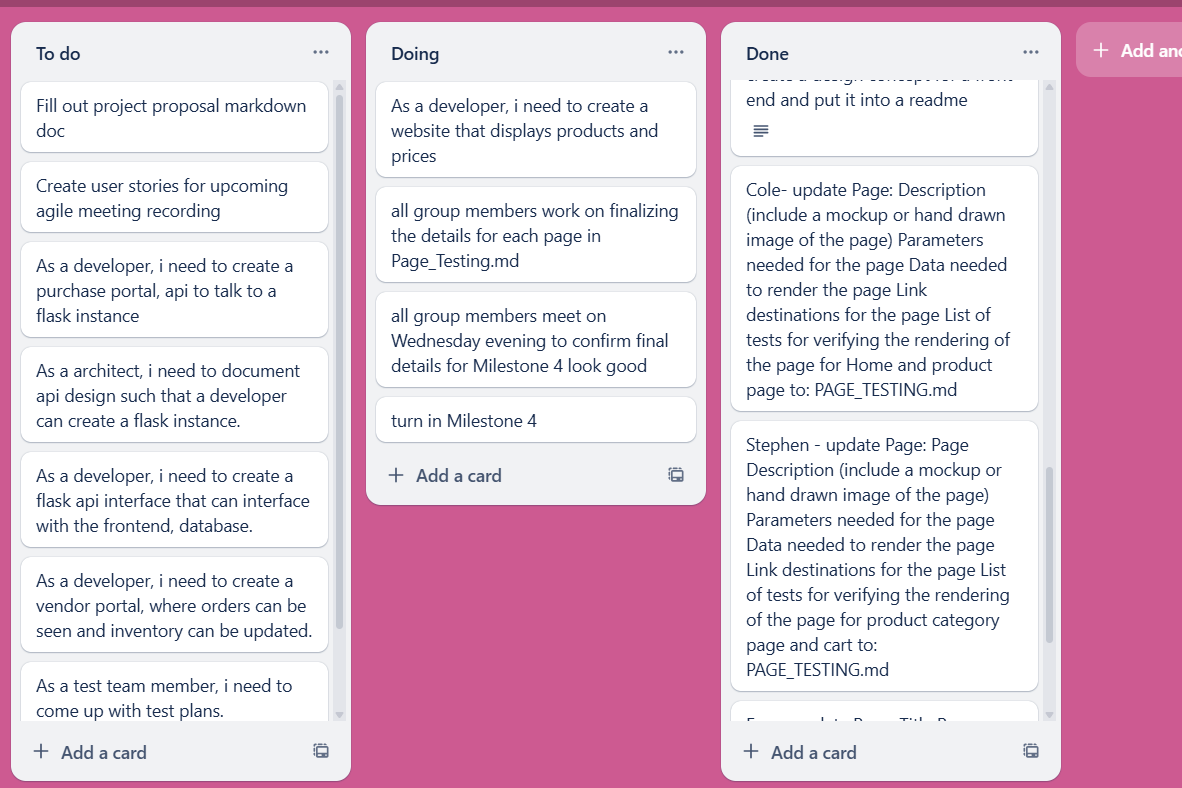 To do
Fill out project proposal markdown
doc
Create user stories for upcoming
agile meeting recording
As a developer, i need to create a
purchase portal, api to talk to a
flask instance
As a architect, i need to document
api design such that a developer
can create a flask instance.
As a developer, i need to create a
flask api interface that can interface
with the frontend, database.
As a developer, i need to create a
vendor portal, where orders can be
seen and inventory can be updated.
As a test team member, i need to
come up with test plans.
+ Add a card
Doing
As a developer, i need to create a
website that displays products and
prices
all group members work on finalizing
the details for each page in
Page_Testing.md
all group members meet on
Wednesday evening to confirm final
details for Milestone 4 look good
turn in Milestone 4
+ Add a card
Done
create a design concept for a front
end and put it into a readme
Cole- update Page: Description
(include a mockup or hand drawn
image of the page) Parameters
needed for the page Data needed
to render the page Link
destinations for the page List of
tests for verifying the rendering of
the page for Home and product
page to: PAGE_TESTING.md
Stephen - update Page: Page
Description (include a mockup or
hand drawn image of the page)
Parameters needed for the page
Data needed to render the page
Link destinations for the page List
of tests for verifying the rendering
of the page for product category
page and cart to:
PAGE_TESTING.md
+ Add a card
+ Add